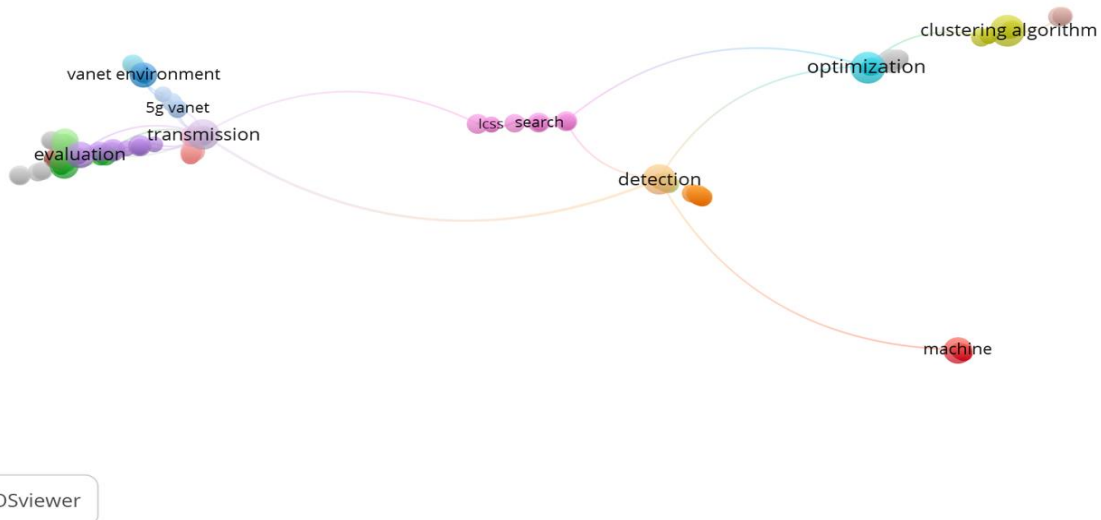 clustering algorithm
optimization
vanet environment
5g vanet
lcss search
transmission
evaluation
detection
machine
OSviewer